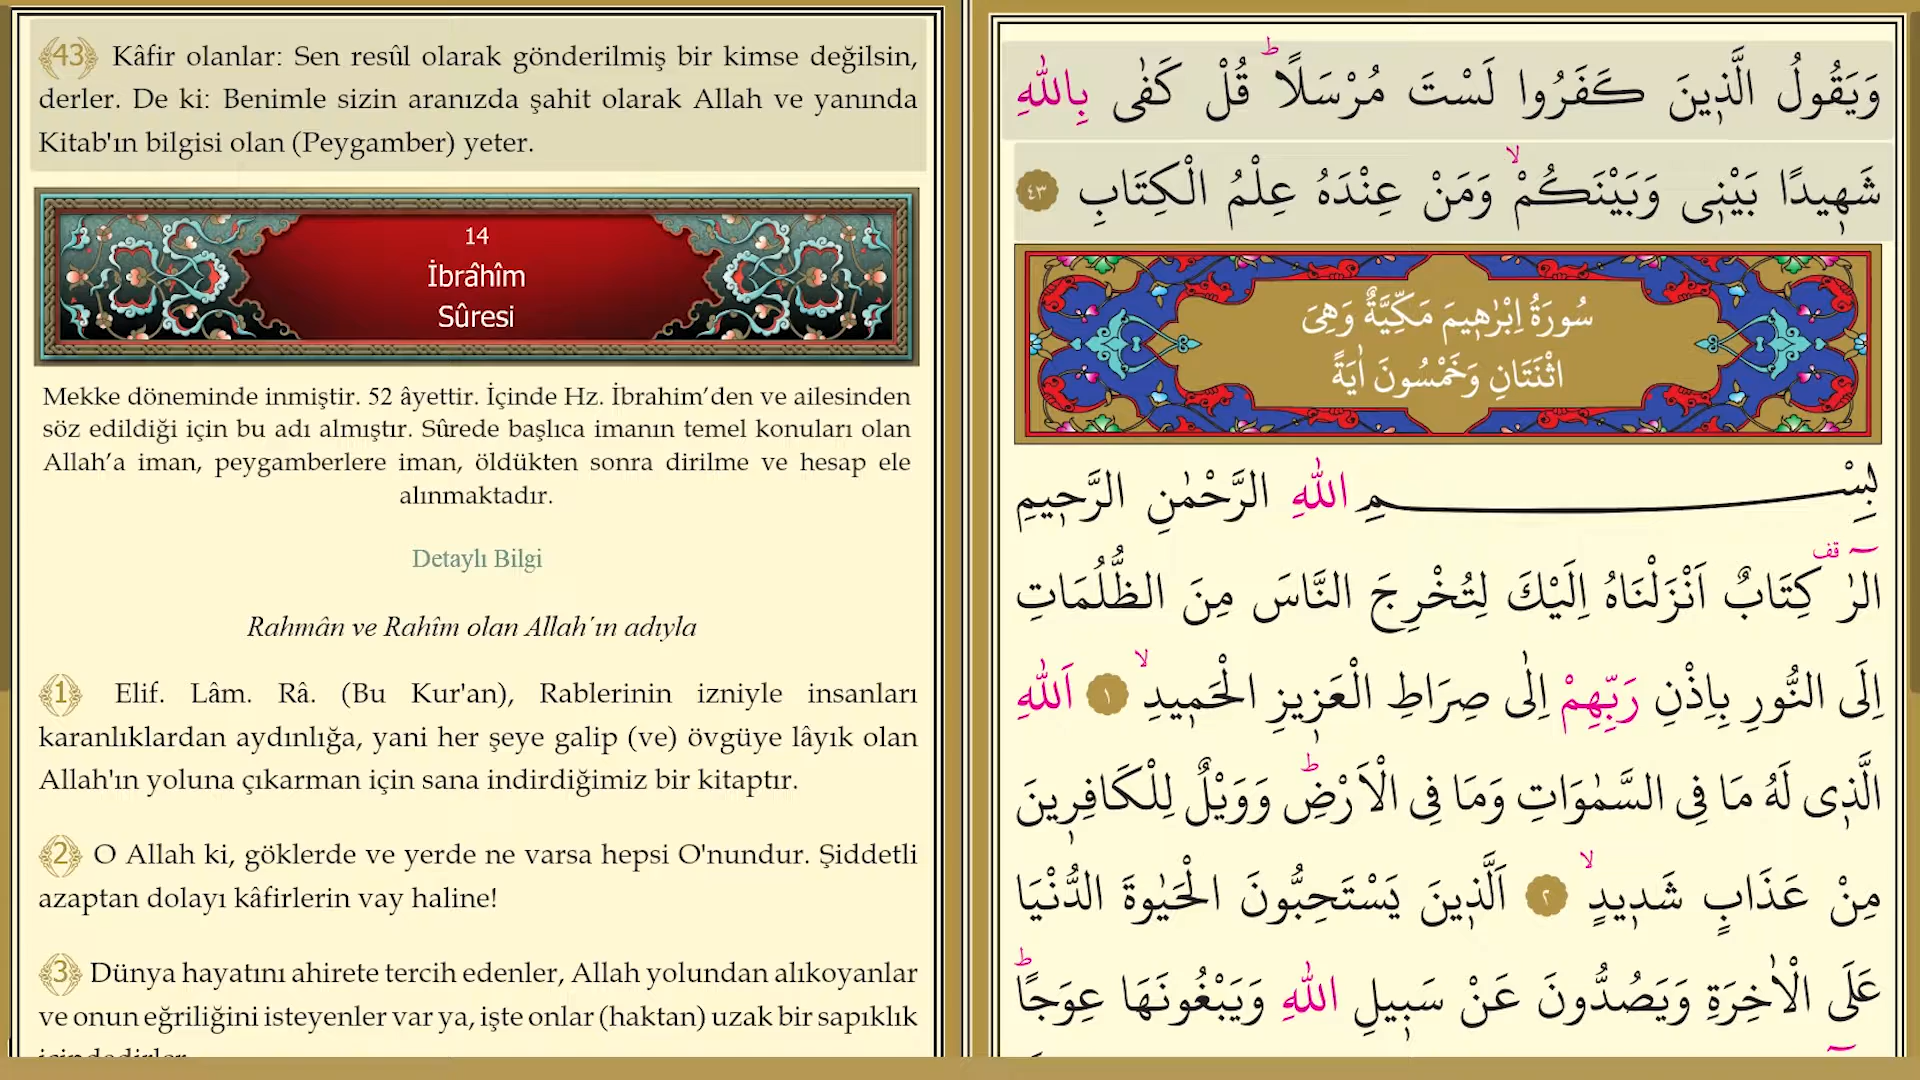 43 Kâfir olanlar: Sen resûl olarak gönderilmiş bir kimse değilsin,
derler. De ki: Benimle sizin aranızda şahit olarak Allah ve yanında
Kitab'ın bilgisi olan (Peygamber) yeter.
14
İbrâhîm
Sûresi
Mekke döneminde inmiştir. 52 âyettir. İçinde Hz. İbrahim’den ve ailesinden
söz edildiği için bu adı almıştır. Sûrede başlıca imanın temel konuları olan
Allah’a iman, peygamberlere iman, öldükten sonra dirilme ve hesap ele
alınmaktadır.
Detaylı Bilgi
Rahmân ve Rahîm olan Allah´ın adıyla
1 Elif. Lâm. Râ. (Bu Kur'an), Rablerinin izniyle insanları
karanlıklardan aydınlığa, yani her şeye galip (ve) övgüye lâyık olan
Allah'ın yoluna çıkarman için sana indirdiğimiz bir kitaptır.
2 O Allah ki, göklerde ve yerde ne varsa hepsi O'nundur. Şiddetli
azaptan dolayı kâfirlerin vay haline!
3 Dünya hayatını ahirete tercih edenler, Allah yolundan alıkoyanlar
ve onun eğriliğini isteyenler var ya, işte onlar (haktan) uzak bir sapıklık
içindedirler.
وَيَقُولُ الَّذ۪ينَ كَفَرُوا لَسْتَ مُرْسَلًاۜ قُلْ كَفٰى بِاللّٰهِ
شَه۪يدًا بَيْن۪ى وَبَيْنَكُمْۙ وَمَنْ عِنْدَهُ عِلْمُ الْكِتَابِ ٤٣
سُورَةُ اِبْرٰه۪يمَ مَكِّيَّةٌ وَهِىَ
اثْنَتَانِ وَخَمْسُونَ اٰيَةً
بِسْمِ اللّٰهِ الرَّحْمٰنِ الرَّح۪يمِ
الٓرٰ۠ كِتَابٌ اَنْزَلْنَاهُ اِلَيْكَ لِتُخْرِجَ النَّاسَ مِنَ الظُّلُمَاتِ
اِلَى النُّورِ بِاِذْنِ رَبِّهِمْ اِلٰى صِرَاطِ الْعَز۪يزِ الْحَم۪يدِۙ ١ اَللّٰهِ
الَّذ۪ى لَهُ مَا فِى السَّمٰوَاتِ وَمَا فِى الْاَرْضِۜ وَوَيْلٌ لِلْكَافِر۪ينَ
مِنْ عَذَابٍ شَد۪يدٍۙ ٢ اَلَّذ۪ينَ يَسْتَحِبُّونَ الْحَيٰوةَ الدُّنْيَا
عَلَى الْاٰخِرَةِ وَيَصُدُّونَ عَنْ سَب۪يلِ اللّٰهِ وَيَبْغُونَهَا عِوَجًاۜ